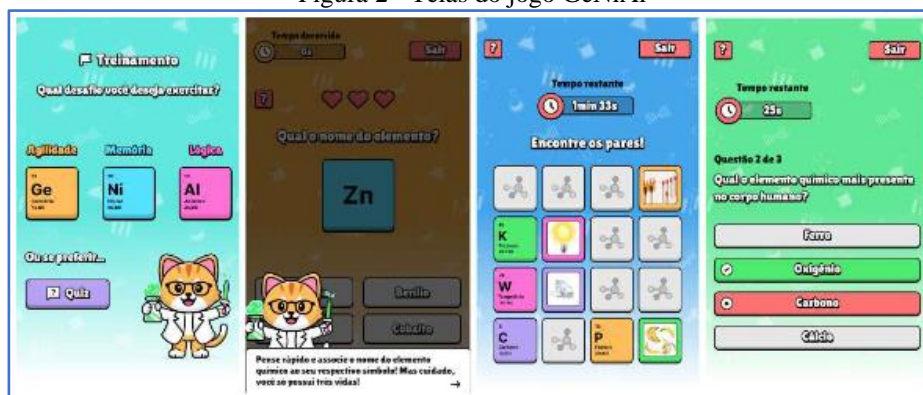 Figura 2 - Telas do jogo GeNiAl
Treinamento
Qual desafio você deseja exercitar?
Agilidade
Memória
Lógica
Ge
Ni
Al
Ou se preferir...
Quiz
Tempo decorrido
0s
Sair
Qual o nome do elemento?
Zn
Berílio
Cobalto
Pense rápido e associe o nome do elemento
químico ao seu respectivo símbolo! Mas cuidado,
você só possui três vidas!
Sair
Tempo restante
1min 33s
Encontre os pares!
K
W
C
P
Sair
Tempo restante
25s
Questão 2 de 3
Qual o elemento químico mais presente
no corpo humano?
Ferro
Oxigênio
Carbono
Cálcio